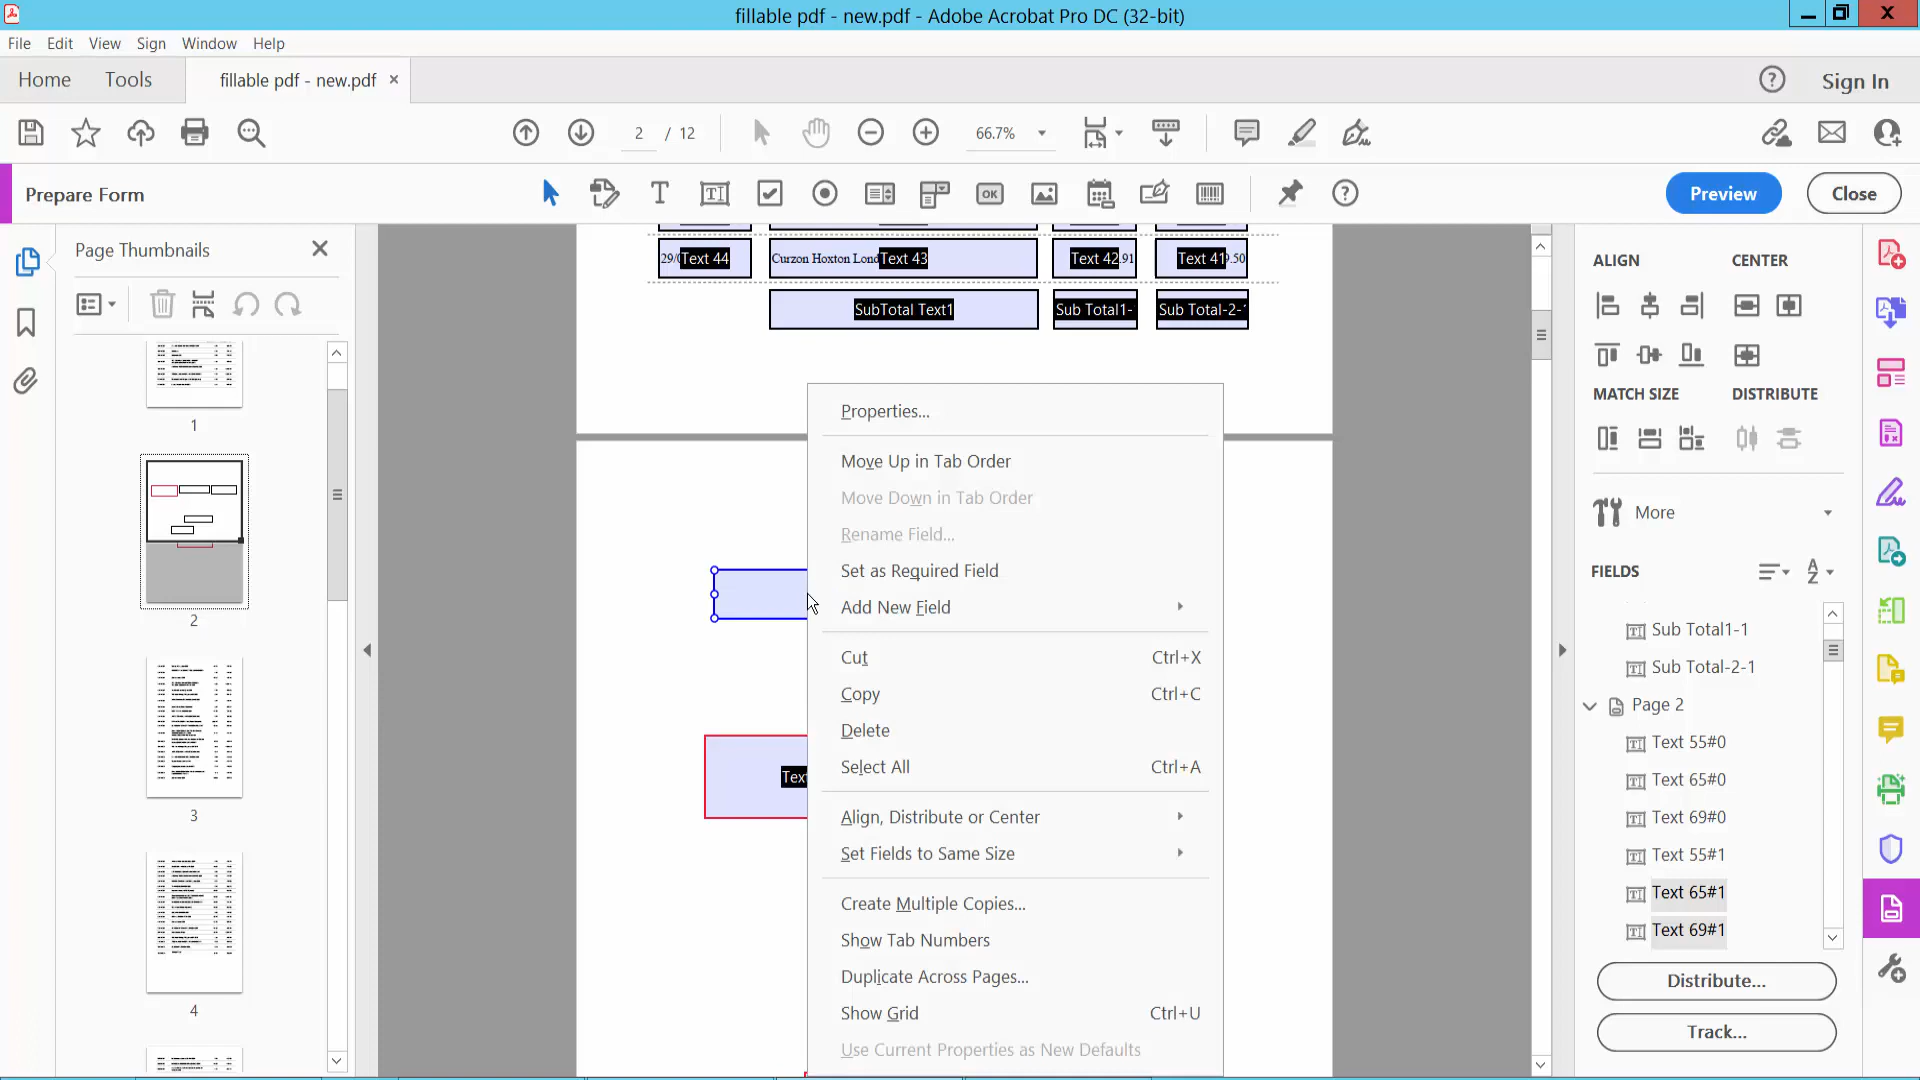 fillable pdf - new.pdf - Adobe Acrobat Pro DC (32-bit)
File Edit View Sign Window Help
Home Tools fillable pdf - new.pdf × Sign In
2 / 12 66.7%
Prepare Form Preview Close
Page Thumbnails
1
2
3
4
29/ Text 44 Curzon Hoxton Lond Text 43 Text 42 .91 Text 41 .50
SubTotal Text1 Sub Total1- Sub Total-2-
Tex
Properties...
Move Up in Tab Order
Move Down in Tab Order
Rename Field...
Set as Required Field
Add New Field
Cut Ctrl+X
Copy Ctrl+C
Delete
Select All Ctrl+A
Align, Distribute or Center
Set Fields to Same Size
Create Multiple Copies...
Show Tab Numbers
Duplicate Across Pages...
Show Grid Ctrl+U
Use Current Properties as New Defaults
ALIGN CENTER
MATCH SIZE DISTRIBUTE
More
FIELDS
Sub Total1-1
Sub Total-2-1
Page 2
Text 55#0
Text 65#0
Text 69#0
Text 55#1
Text 65#1
Text 69#1
Distribute...
Track...